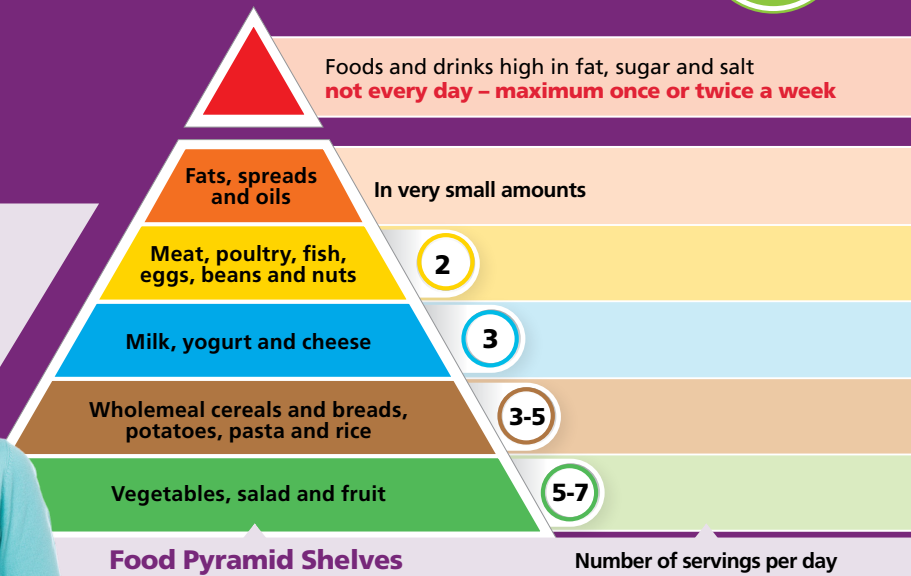 Foods and drinks high in fat, sugar and salt
not every day – maximum once or twice a week
Fats, spreads
and oils
In very small amounts
Meat, poultry, fish,
eggs, beans and nuts
2
Milk, yogurt and cheese
3
Wholemeal cereals and breads,
potatoes, pasta and rice
3-5
Vegetables, salad and fruit
5-7
Food Pyramid Shelves
Number of servings per day